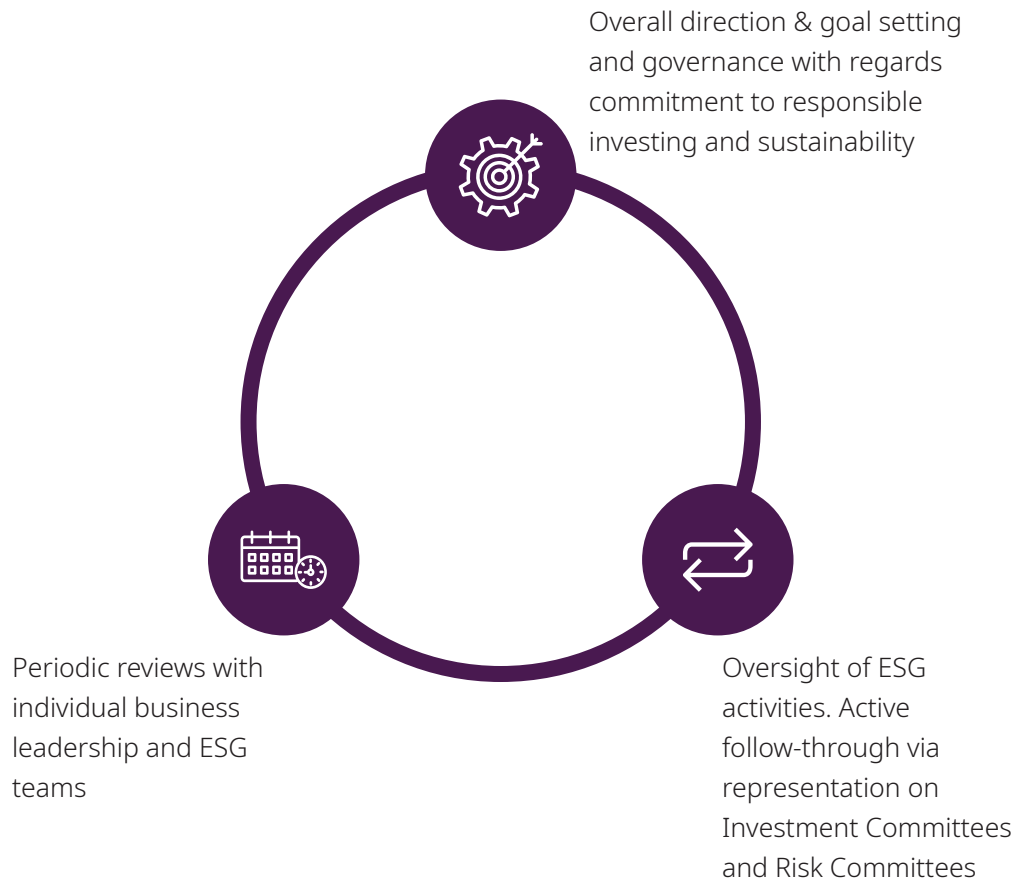 Overall direction & goal setting
and governance with regards
commitment to responsible
investing and sustainability
Periodic reviews with
individual business
leadership and ESG
teams
Oversight of ESG
activities. Active
follow-through via
representation on
Investment Committees
and Risk Committees